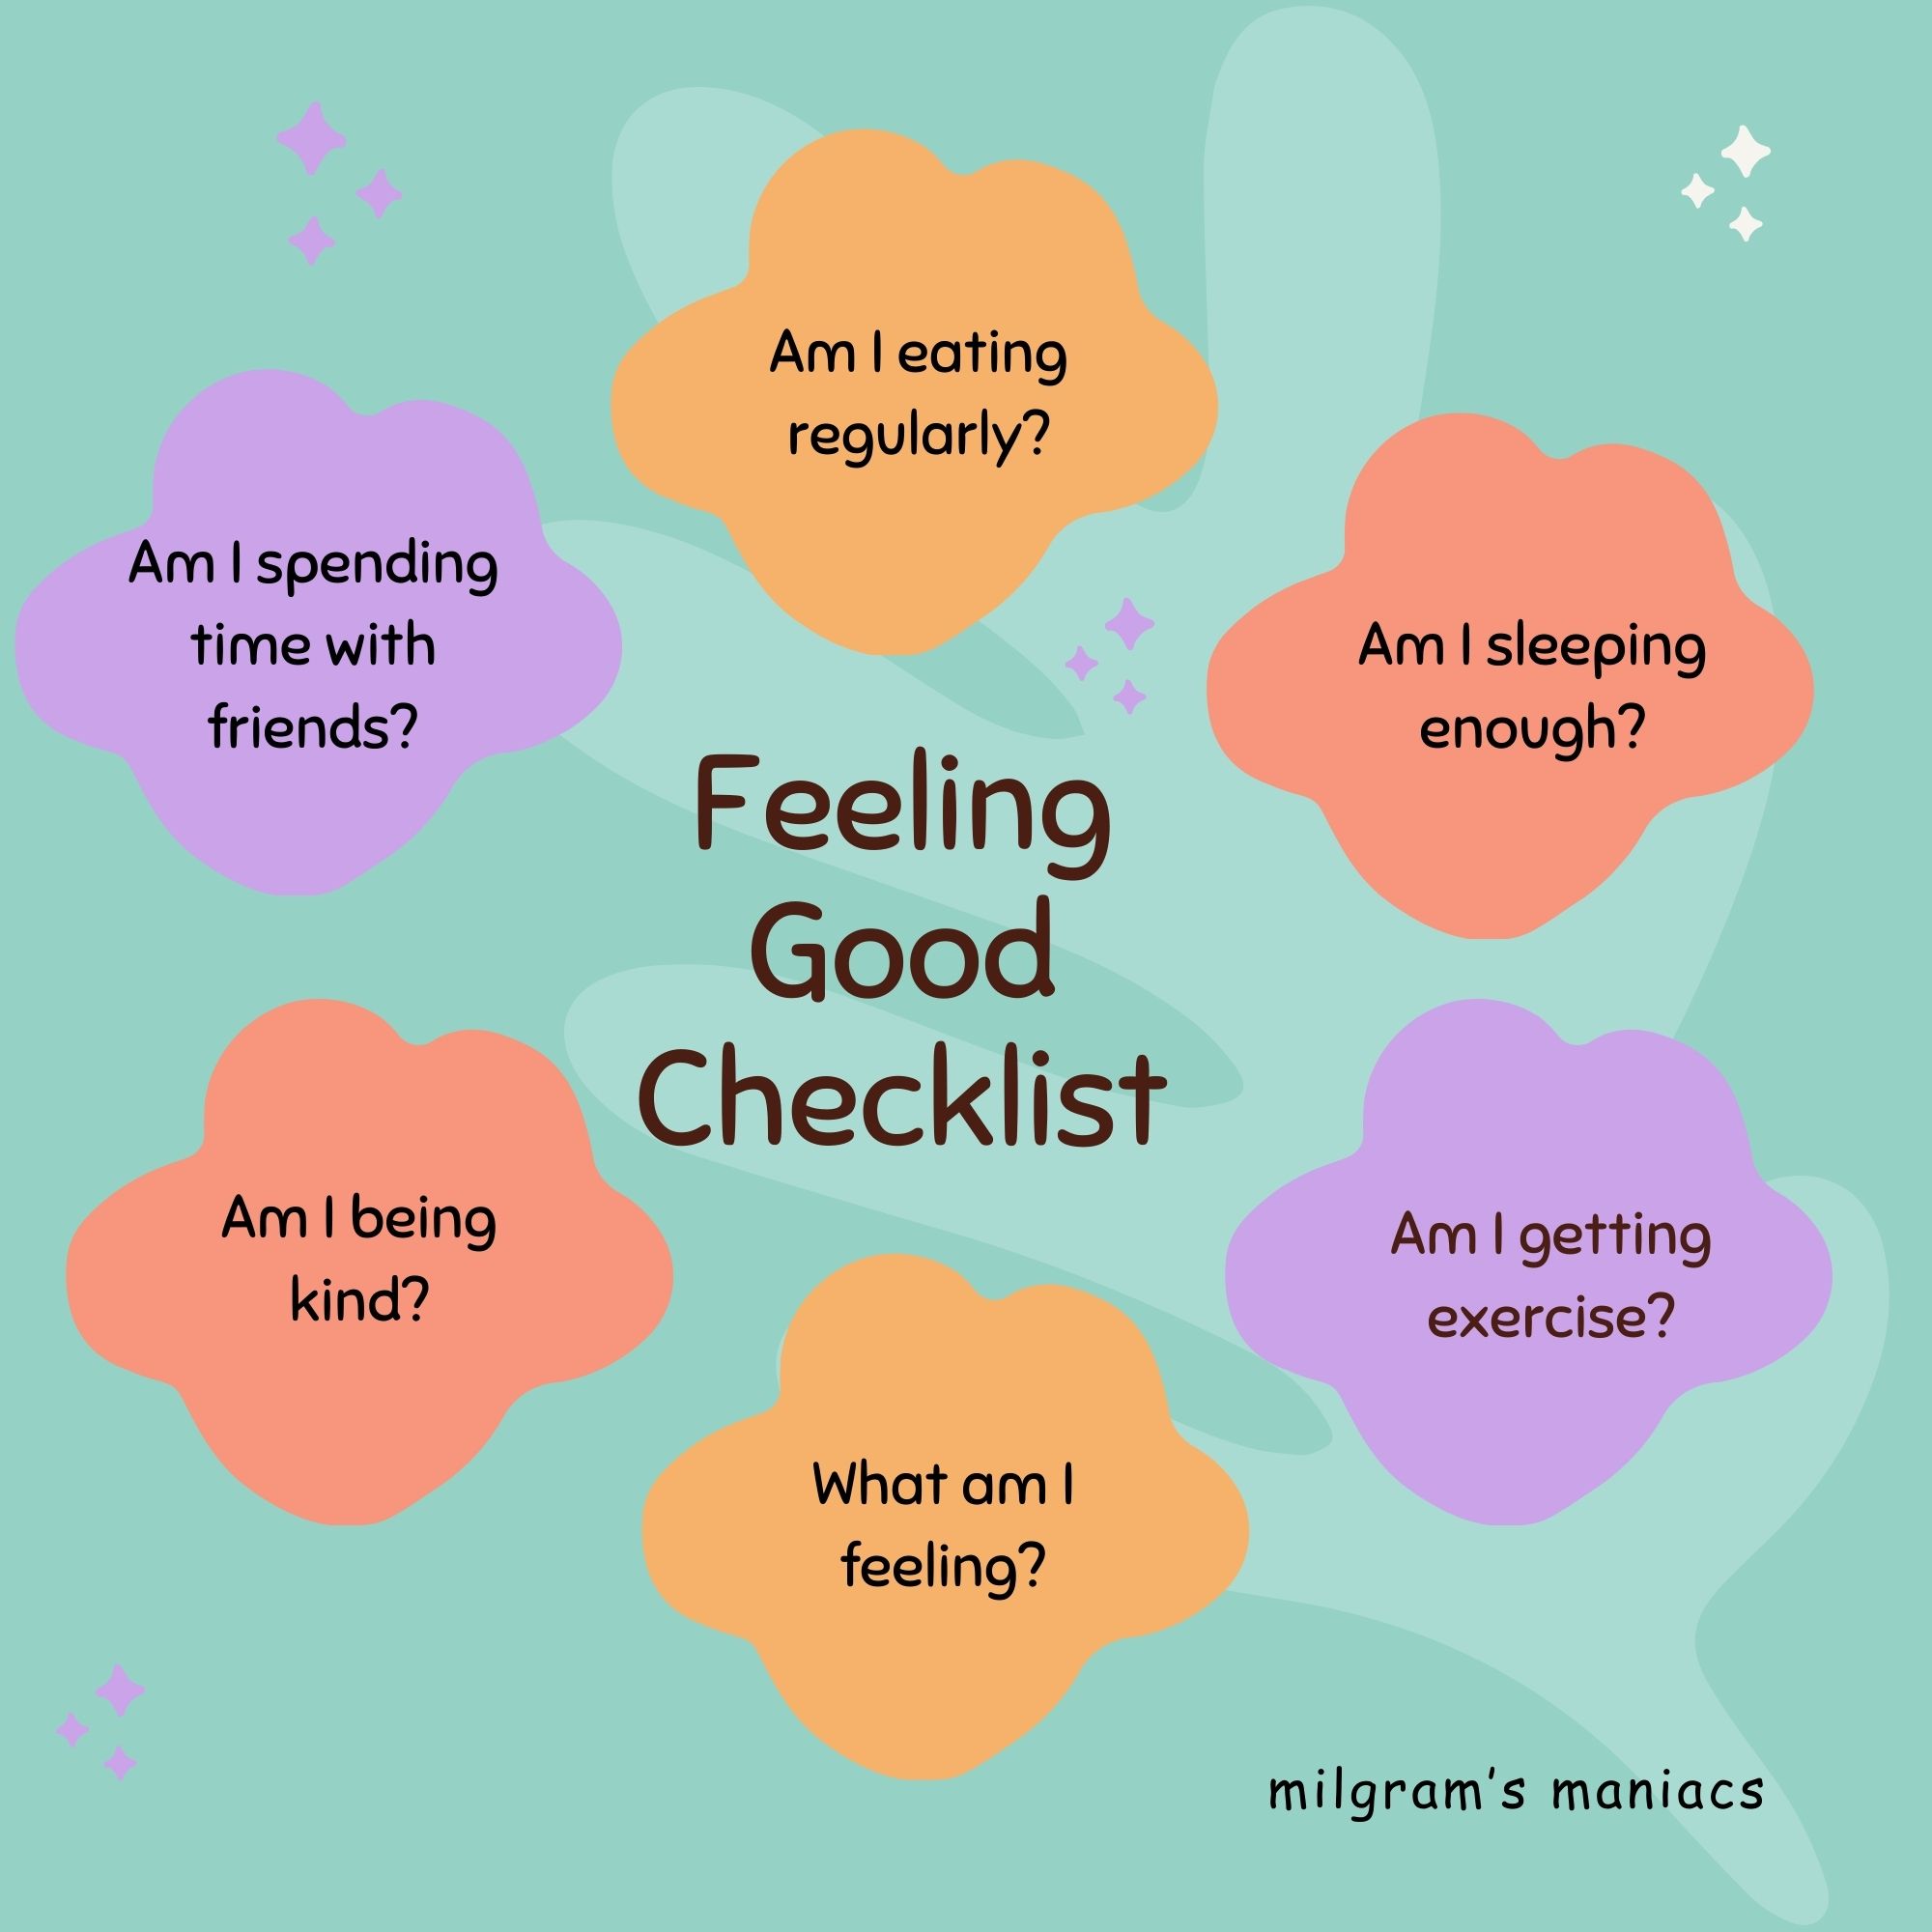 Am I eating
regularly?
Am I spending
time with
friends?
Am I sleeping
enough?
Feeling
Good
Checklist
Am I being
kind?
Am I getting
exercise?
What am I
feeling?
milgram's maniacs